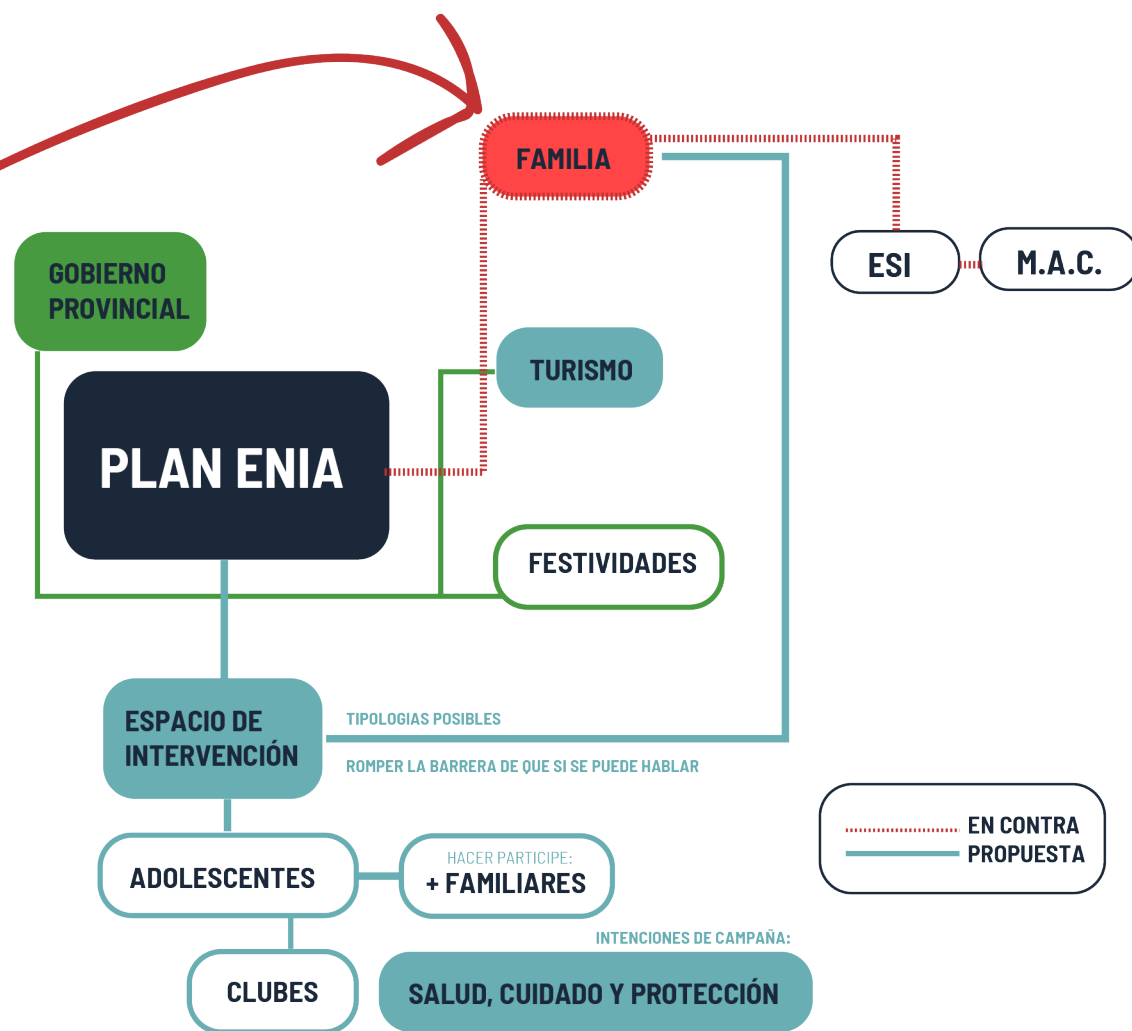 FAMILIA
ESI
M.A.C.
GOBIERNO
PROVINCIAL
TURISMO
PLAN ENIA
FESTIVIDADES
ESPACIO DE
INTERVENCIÓN
TIPOLOGIAS POSIBLES
ROMPER LA BARRERA DE QUE SI SE PUEDE HABLAR
EN CONTRA
PROPUESTA
ADOLESCENTES
HACER PARTICIPE:
+ FAMILIARES
CLUBES
INTENCIONES DE CAMPAÑA:
SALUD, CUIDADO Y PROTECCIÓN